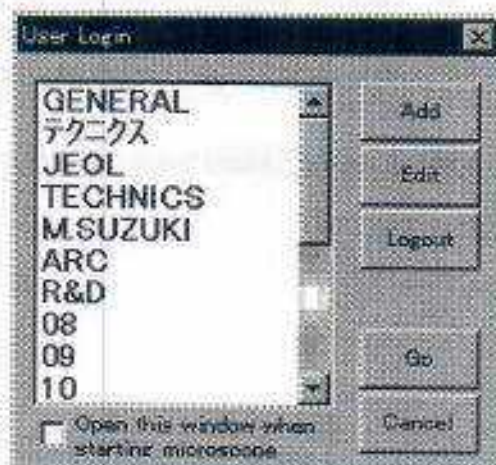 User Login
GENERAL
テクニクス
JEOL
TECHNICS
M.SUZUKI
ARC
R&D
08
09
10
Add
Edit
Logout
Go
Cancel
Open this window when
starting microscope